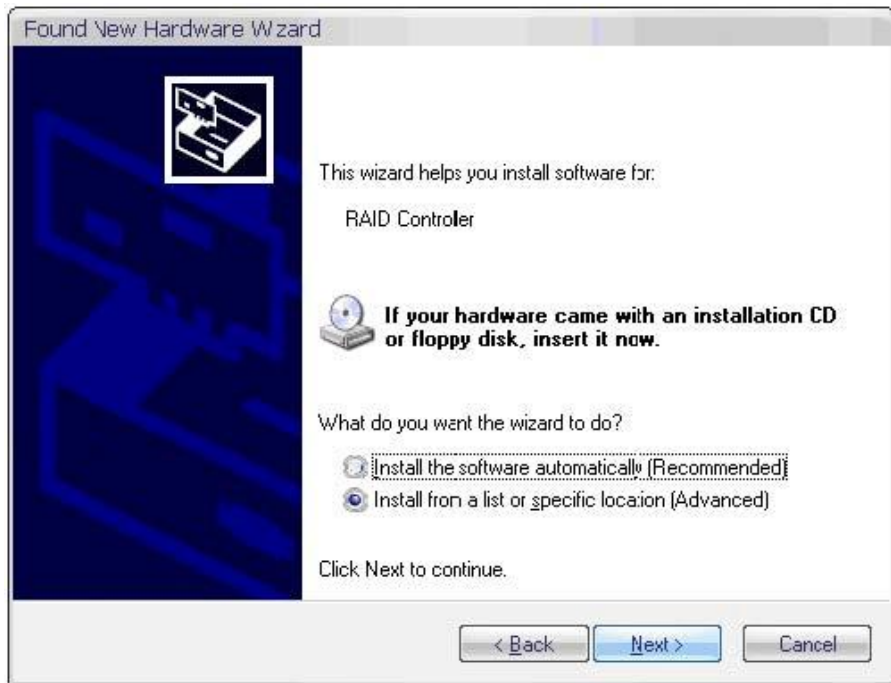 Found New Hardware Wizard
This wizard helps you install software for:
RAID Controler
If your hardware came with an installation CD
or floppy disk, insert it now.
What do you want the wizard to do?
Install the software automatically (Recommended)
Install from a list or specific location (Advanced)
Click Next to continue.
< Back
Next >
Cancel